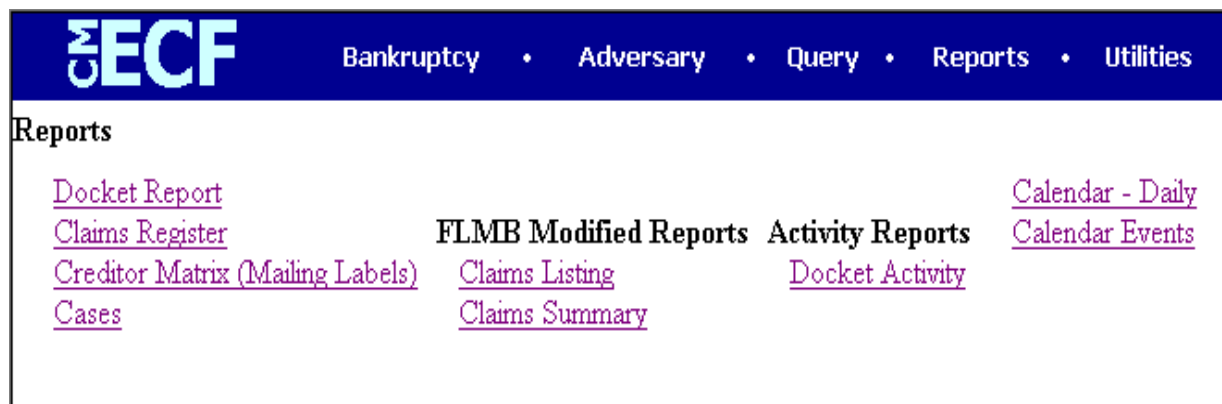 CM ECF Bankruptcy • Adversary • Query • Reports • Utilities
Reports
Docket Report
Claims Register
Creditor Matrix (Mailing Labels)
Cases
FLMB Modified Reports
Claims Listing
Claims Summary
Activity Reports
Docket Activity
Calendar - Daily
Calendar Events